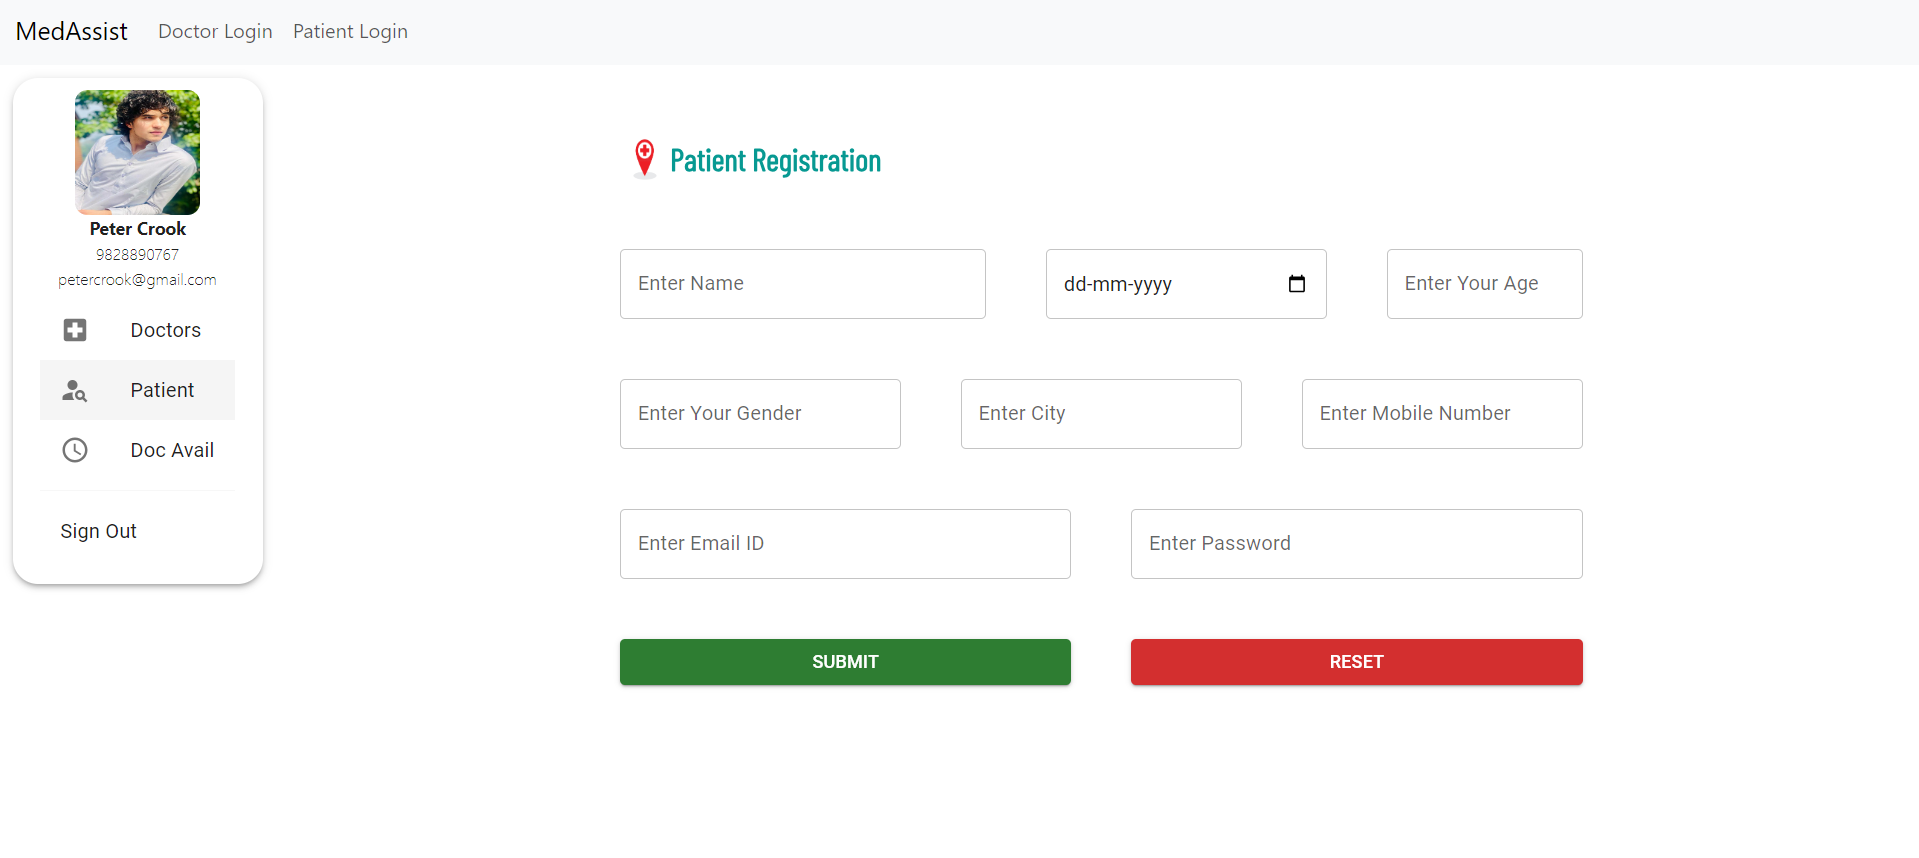 MedAssist Doctor Login Patient Login
Peter Crook
9828890767
petercrook@gmail.com
Doctors
Patient
Doc Avail
Sign Out
Patient Registration
Enter Name dd-mm-yyyy Enter Your Age
Enter Your Gender Enter City Enter Mobile Number
Enter Email ID Enter Password
SUBMIT RESET